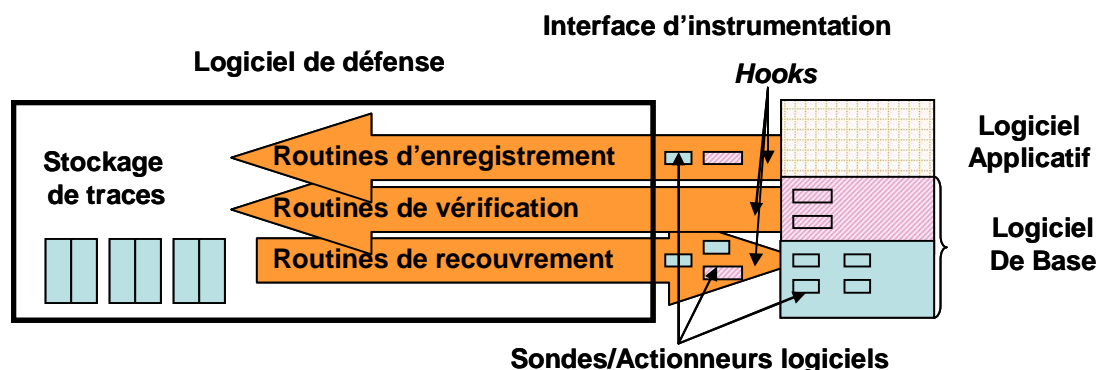 Interface d'instrumentation
Logiciel de défense
Hooks
Stockage
de traces
Routines d'enregistrement
Routines de vérification
Routines de recouvrement
Logiciel
Applicatif
Logiciel
De Base
Sondes/Actionneurs logiciels